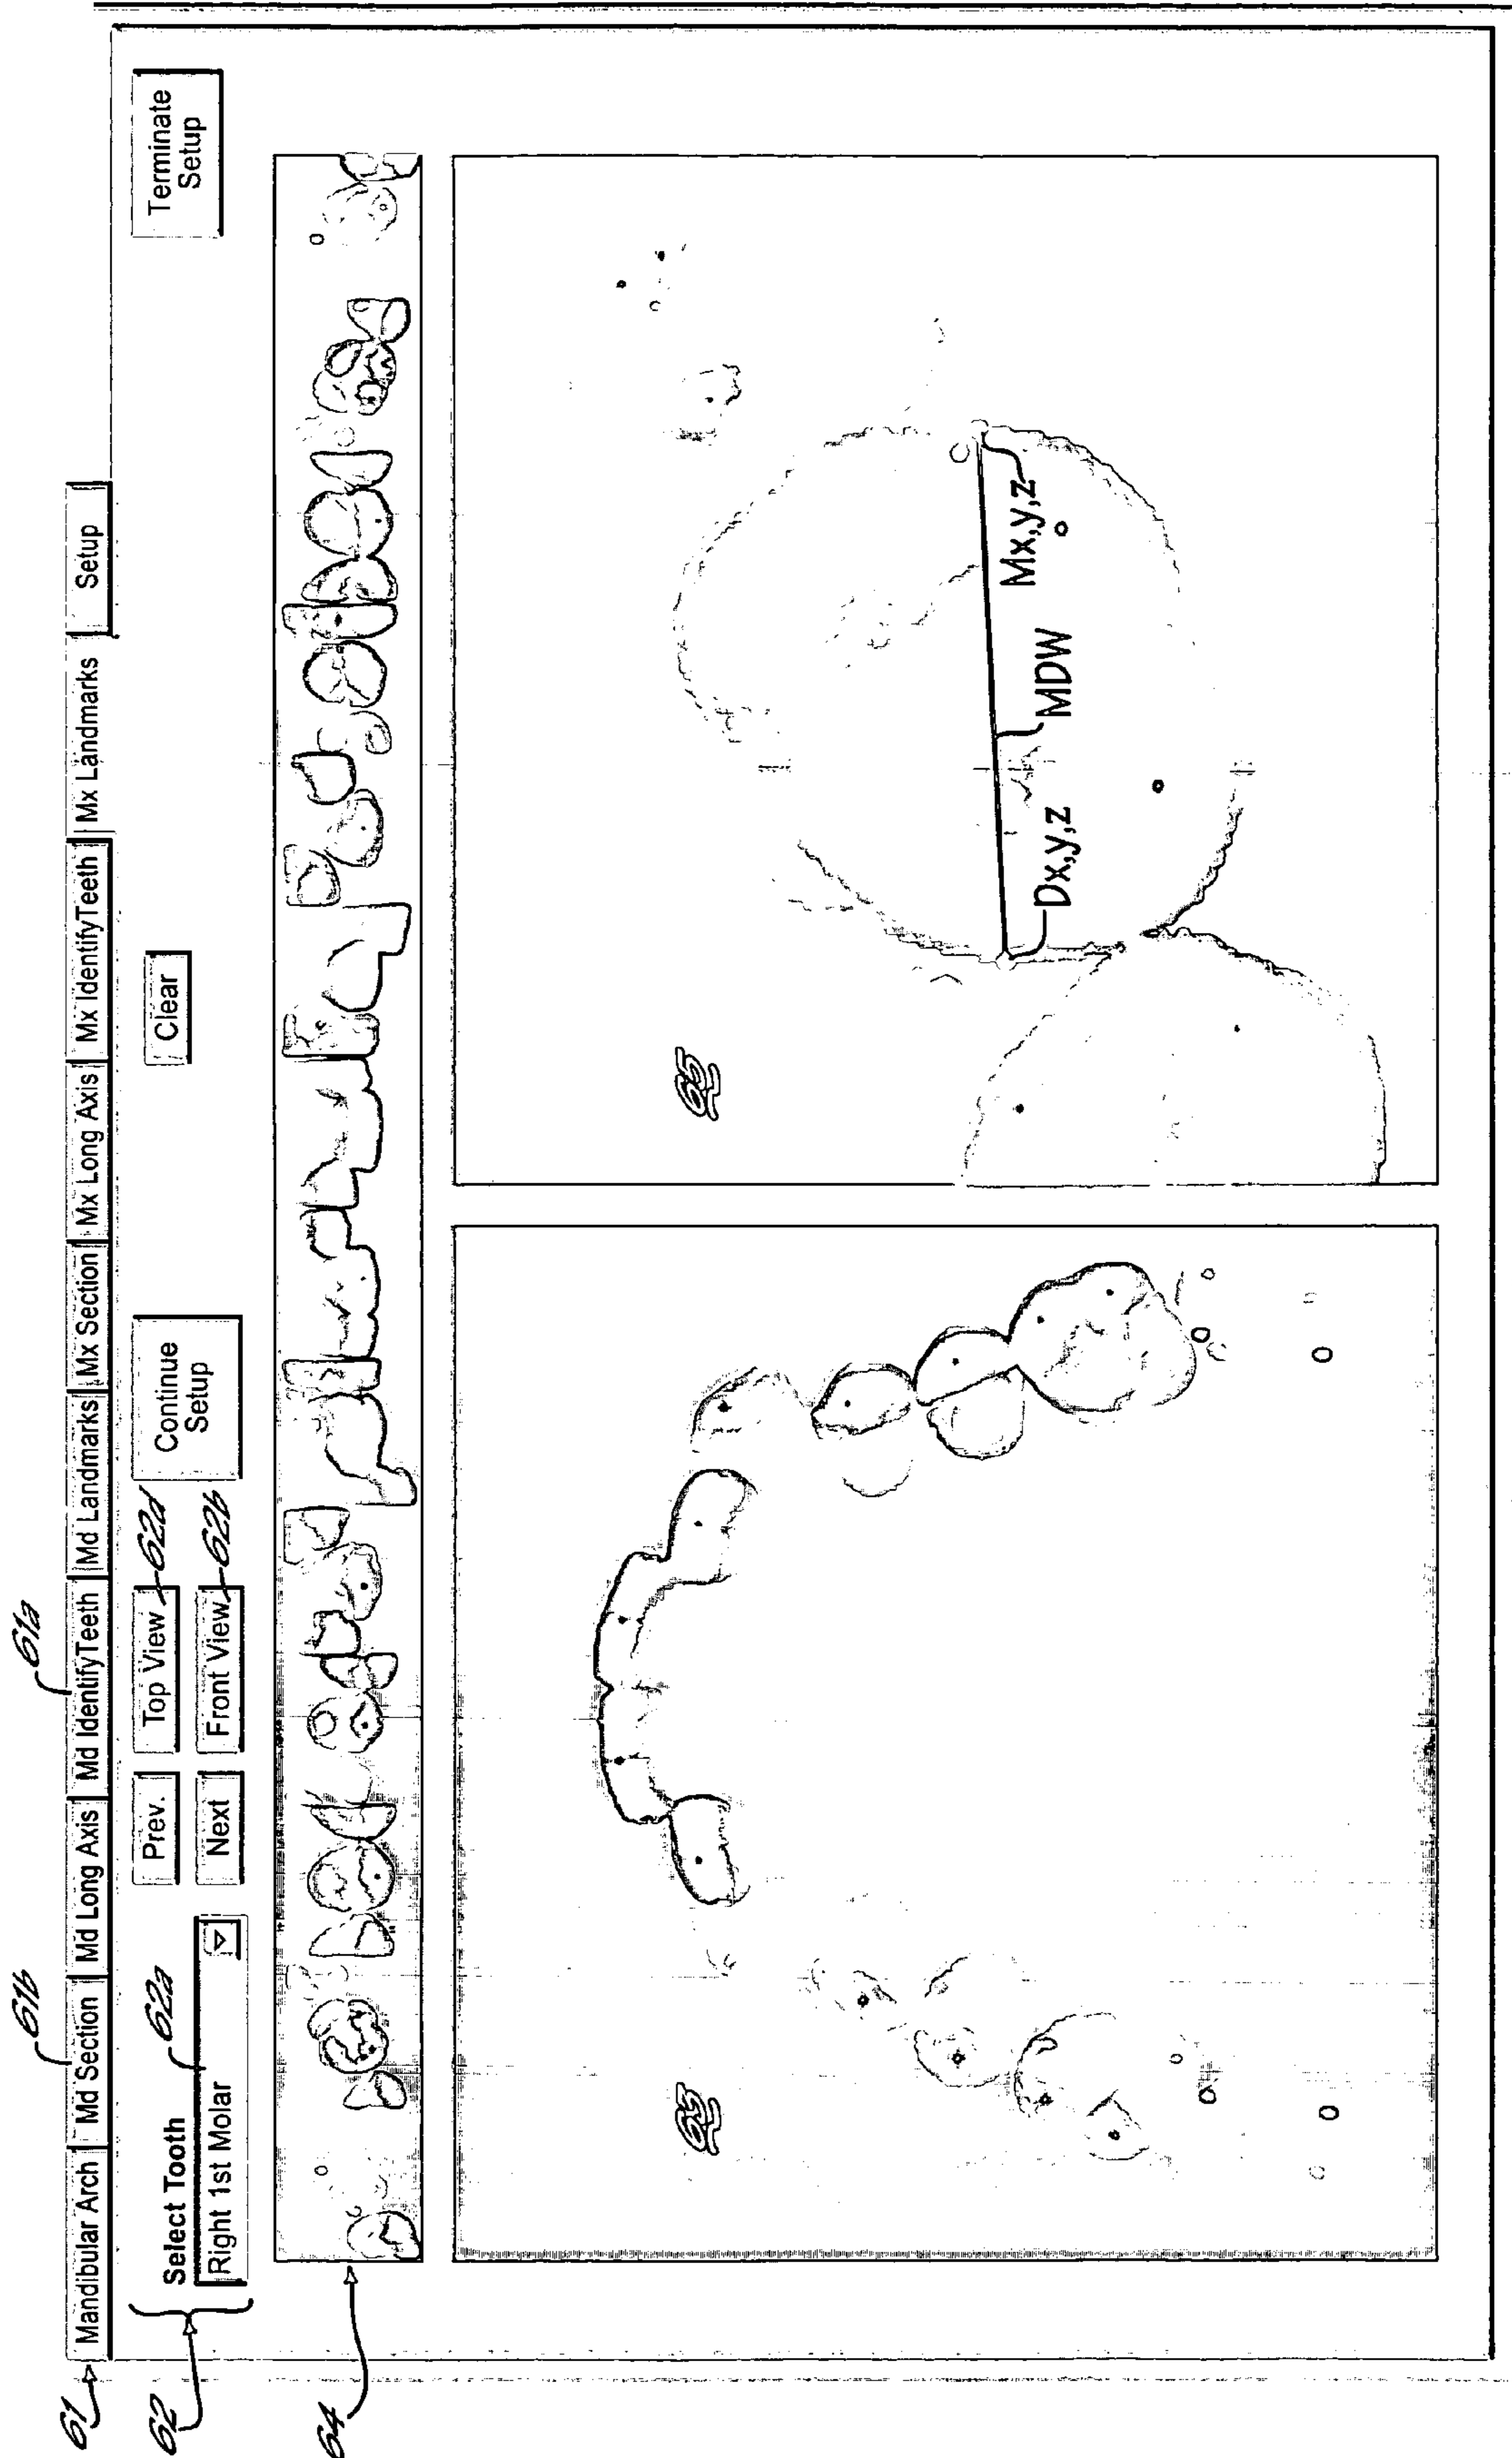 61b
61a
61
Mandibular Arch
Md Section
Md Long Axis
Md IdentifyTeeth
Md Landmarks
Mx Section
Mx Long Axis
Mx IdentifyTeeth
Mx Landmarks
Setup
62
Select Tooth
62a
Right 1st Molar
Prev.
Next
Top View
62d
Front View
62b
Continue
Setup
Clear
Terminate
Setup
64
63
65
Dx,y,z
MDW
Mx,y,z